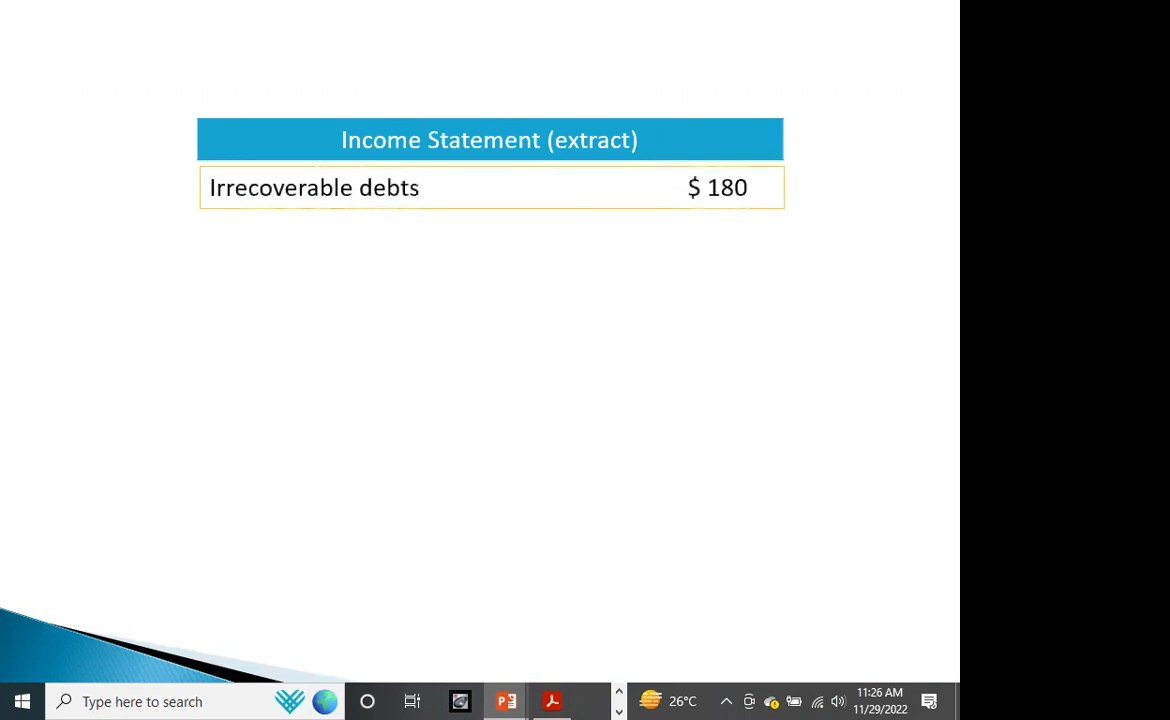 Income Statement (extract)
Irrecoverable debts $ 180
Type here to search
26°C
11:26 AM
11/29/2022